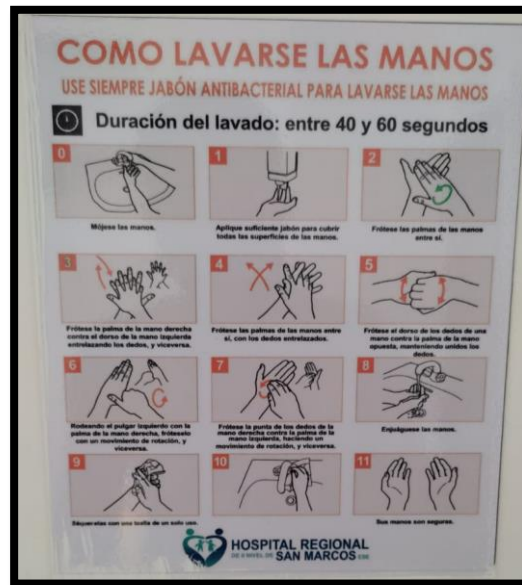 COMO LAVARSE LAS MANOS
USE SIEMPRE JABÓN ANTIBACTERIAL PARA LAVARSE LAS MANOS
Duración del lavado: entre 40 y 60 segundos
0
1
2
Mójese las manos.
Aplique suficiente jabón para cubrir
todas las superficies de las manos.
Frótese las palmas de las manos
entre sí.
3
4
5
Frótese la palma de la mano derecha
contra el dorso de la mano izquierda
entrelazando los dedos, y viceversa.
Frótese las palmas de las manos entre
sí, con los dedos entrelazados.
Frótese el dorso de los dedos de una
mano contra la palma de la mano
opuesta, manteniendo unidos los
dedos.
6
7
8
Rodeando el pulgar izquierdo con la
palma de la mano derecha, fróteselo
con un movimiento de rotación, y
viceversa.
Frótese la punta de los dedos de la
mano derecha contra la palma de la
mano izquierda, haciendo un
movimiento de rotación, y viceversa.
Enjuáguese las manos.
9
10
11
Séqueselas con una toalla de un solo uso.
Sus manos son seguras.
HOSPITAL REGIONAL
DE II NIVEL DE SAN MARCOS ESE